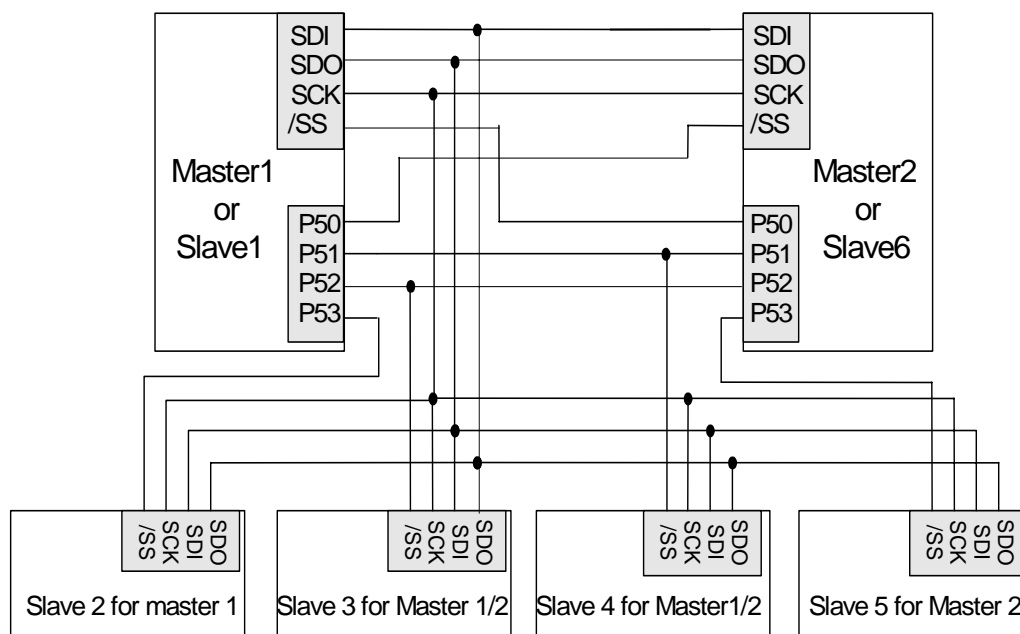 SDI
SDO
SCK
/SS
Master1
or
Slave1
P50
P51
P52
P53
SDI
SDO
SCK
/SS
Master2
or
Slave6
P50
P51
P52
P53
/SS
SCK
SDI
SDO
Slave 2 for master 1
/SS
SCK
SDI
SDO
Slave 3 for Master 1/2
/SS
SCK
SDI
SDO
Slave 4 for Master1/2
/SS
SCK
SDI
SDO
Slave 5 for Master 2